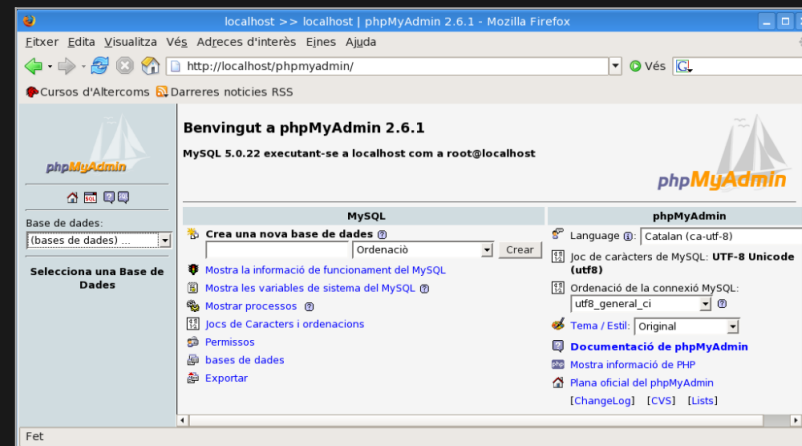 localhost >> localhost | phpMyAdmin 2.6.1 - Mozilla Firefox
Fitxer Edita Visualitza Vés Adreces d'interès Eines Ajuda
http://localhost/phpmyadmin/ Vés
Cursos d'Altercoms Darreres noticies RSS
phpMyAdmin
SQL
Base de dades:
(bases de dades) ...
Selecciona una Base de
Dades
Benvingut a phpMyAdmin 2.6.1
MySQL 5.0.22 executant-se a localhost com a root@localhost
phpMyAdmin
MySQL
Crea una nova base de dades
Ordenació Crear
Mostra la informació de funcionament del MySQL
Mostra les variables de sistema del MySQL
Mostrar processos
Jocs de Caracters i ordenacions
Permissos
bases de dades
Exportar
phpMyAdmin
Language : Catalan (ca-utf-8)
Joc de caràcters de MySQL: UTF-8 Unicode
(utf8)
Ordenació de la connexió MySQL:
utf8_general_ci
Tema / Estil: Original
Documentació de phpMyAdmin
Mostra informació de PHP
Plana oficial del phpMyAdmin
[ChangeLog] [CVS] [Lists]
Fet